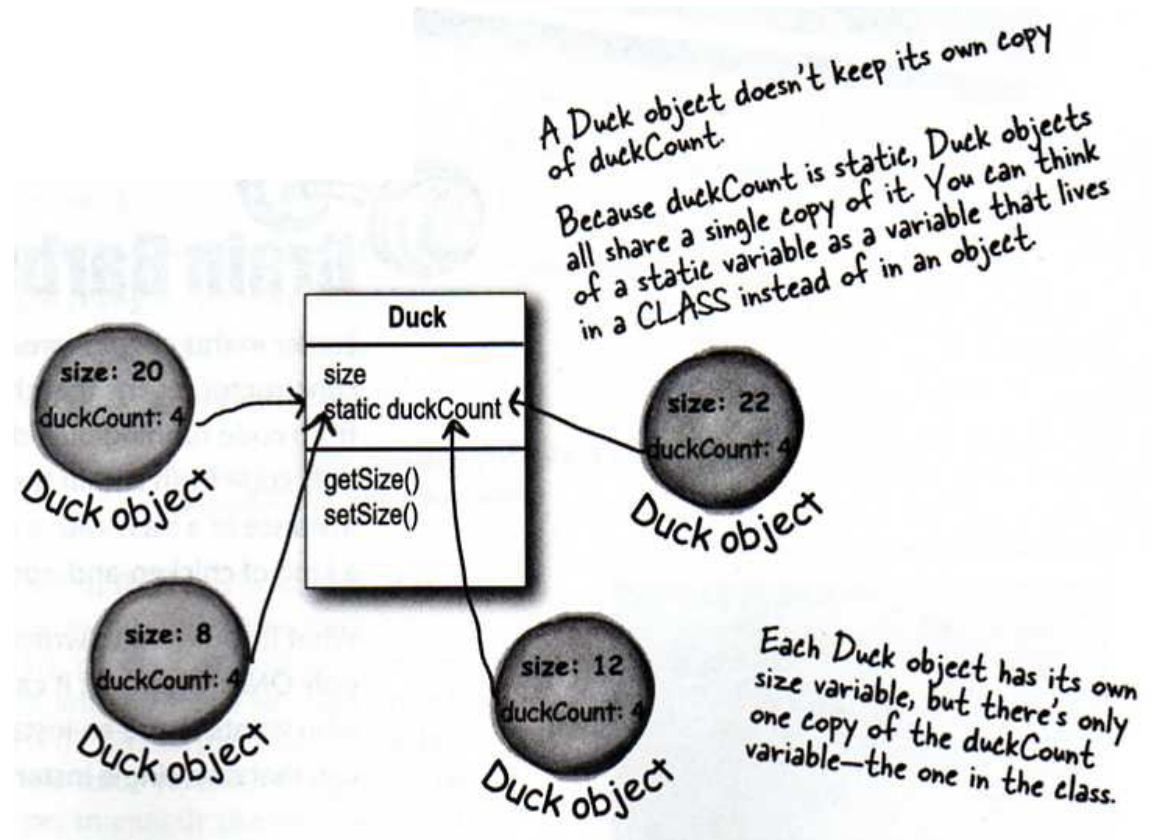 A Duck object doesn't keep its own copy
of duckCount.
Because duckCount is static, Duck objects
all share a single copy of it. You can think
of a static variable as a variable that lives
in a CLASS instead of in an object.
Duck
size
static duckCount
getSize()
setSize()
size: 20
duckCount: 4
Duck object
size: 22
duckCount: 4
Duck object
size: 8
duckCount: 4
Duck object
size: 12
duckCount: 4
Duck object
Each Duck object has its own
size variable, but there's only
one copy of the duckCount
variable—the one in the class.